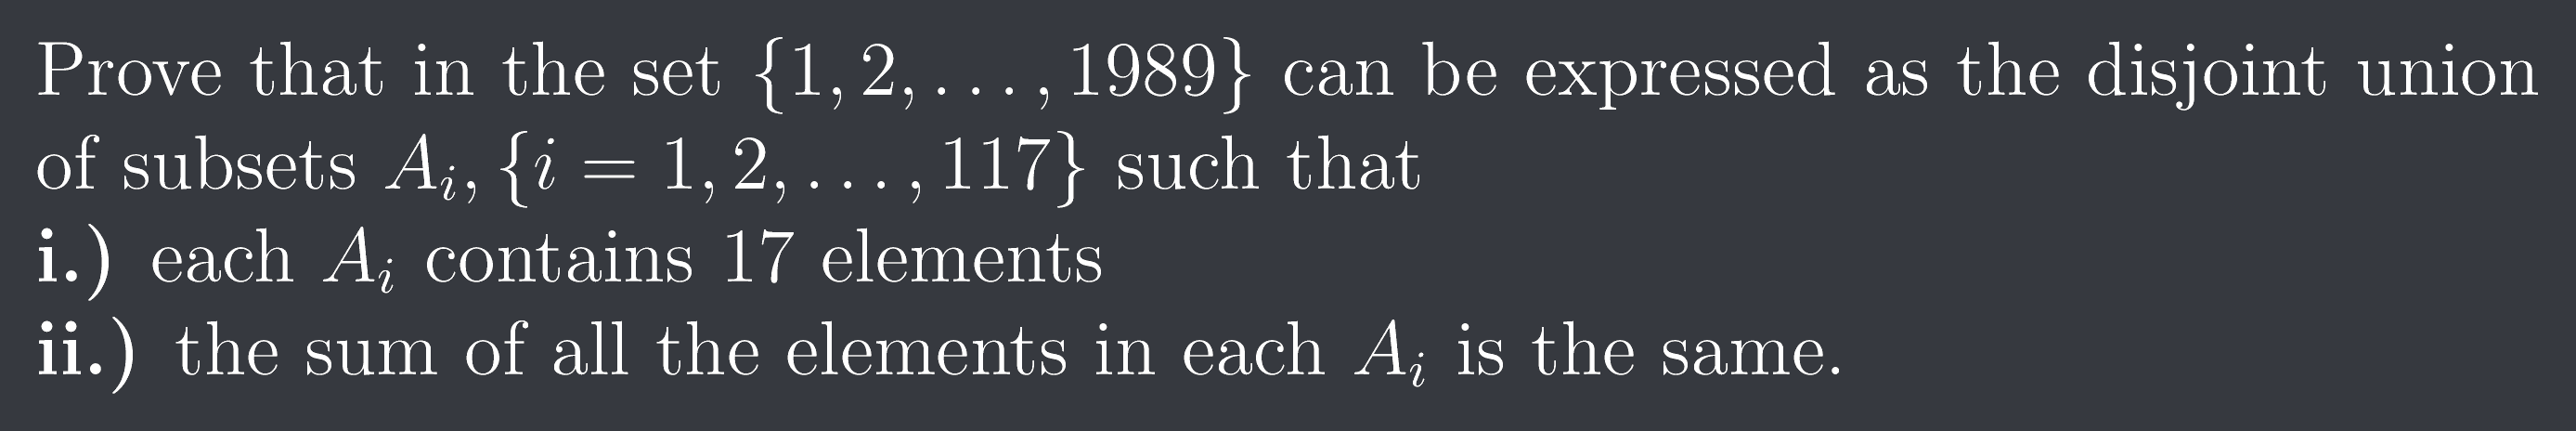 Prove that in the set {1, 2, . . . , 1989} can be expressed as the disjoint union
of subsets A_i, {i = 1, 2, . . . , 117} such that
i.) each A_i contains 17 elements
ii.) the sum of all the elements in each A_i is the same.